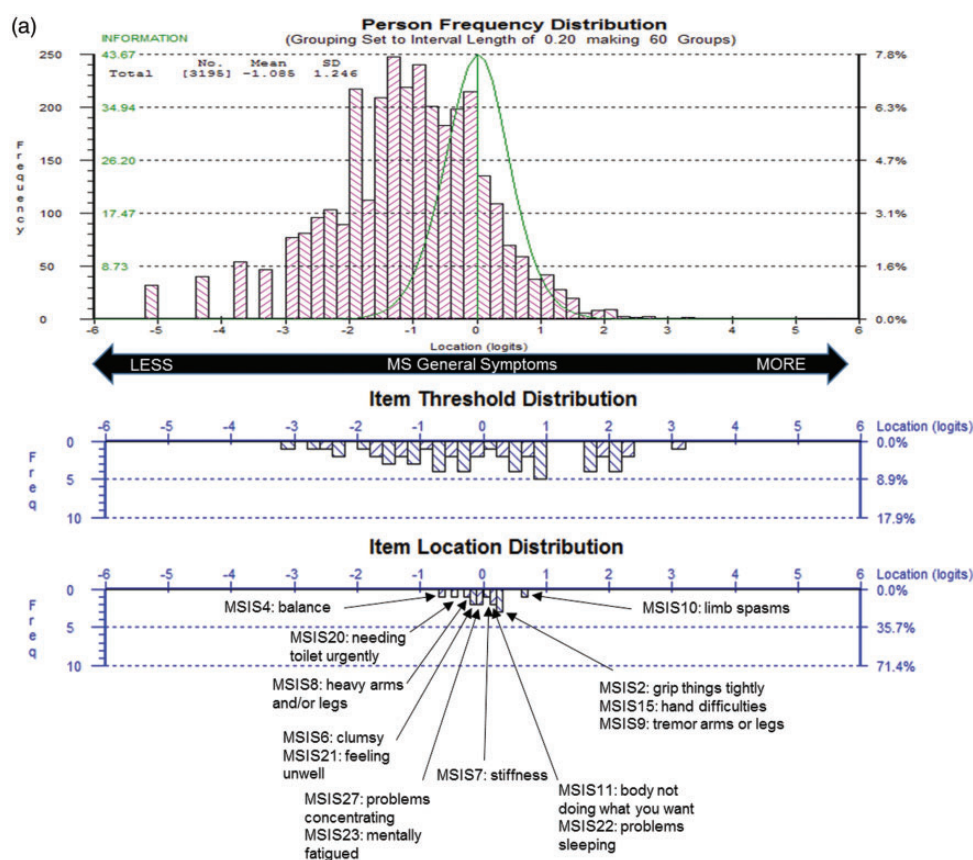 (a)
Person Frequency Distribution
(Grouping Set to Interval Length of 0.20 making 60 Groups)
INFORMATION
No. Mean SD
Total [3195] -1.085 1.246
250 43.67 7.8%
200 34.94 6.3%
150 26.20 4.7%
100 17.47 3.1%
50 8.73 1.6%
0 0.0%
Frequency
-6 -5 -4 -3 -2 -1 0 1 2 3 4 5 6
Location (logits)
LESS MS General Symptoms MORE
Item Threshold Distribution
-6 -5 -4 -3 -2 -1 0 1 2 3 4 5 6 Location (logits)
0 0.0%
5 8.9%
10 17.9%
Freq
Item Location Distribution
-6 -5 -4 -3 -2 -1 0 1 2 3 4 5 6 Location (logits)
0 0.0%
5 35.7%
10 71.4%
Freq
MSIS4: balance
MSIS10: limb spasms
MSIS20: needing
toilet urgently
MSIS8: heavy arms
and/or legs
MSIS2: grip things tightly
MSIS15: hand difficulties
MSIS9: tremor arms or legs
MSIS6: clumsy
MSIS21: feeling
unwell
MSIS7: stiffness
MSIS27: problems
concentrating
MSIS23: mentally
fatigued
MSIS11: body not
doing what you want
MSIS22: problems
sleeping